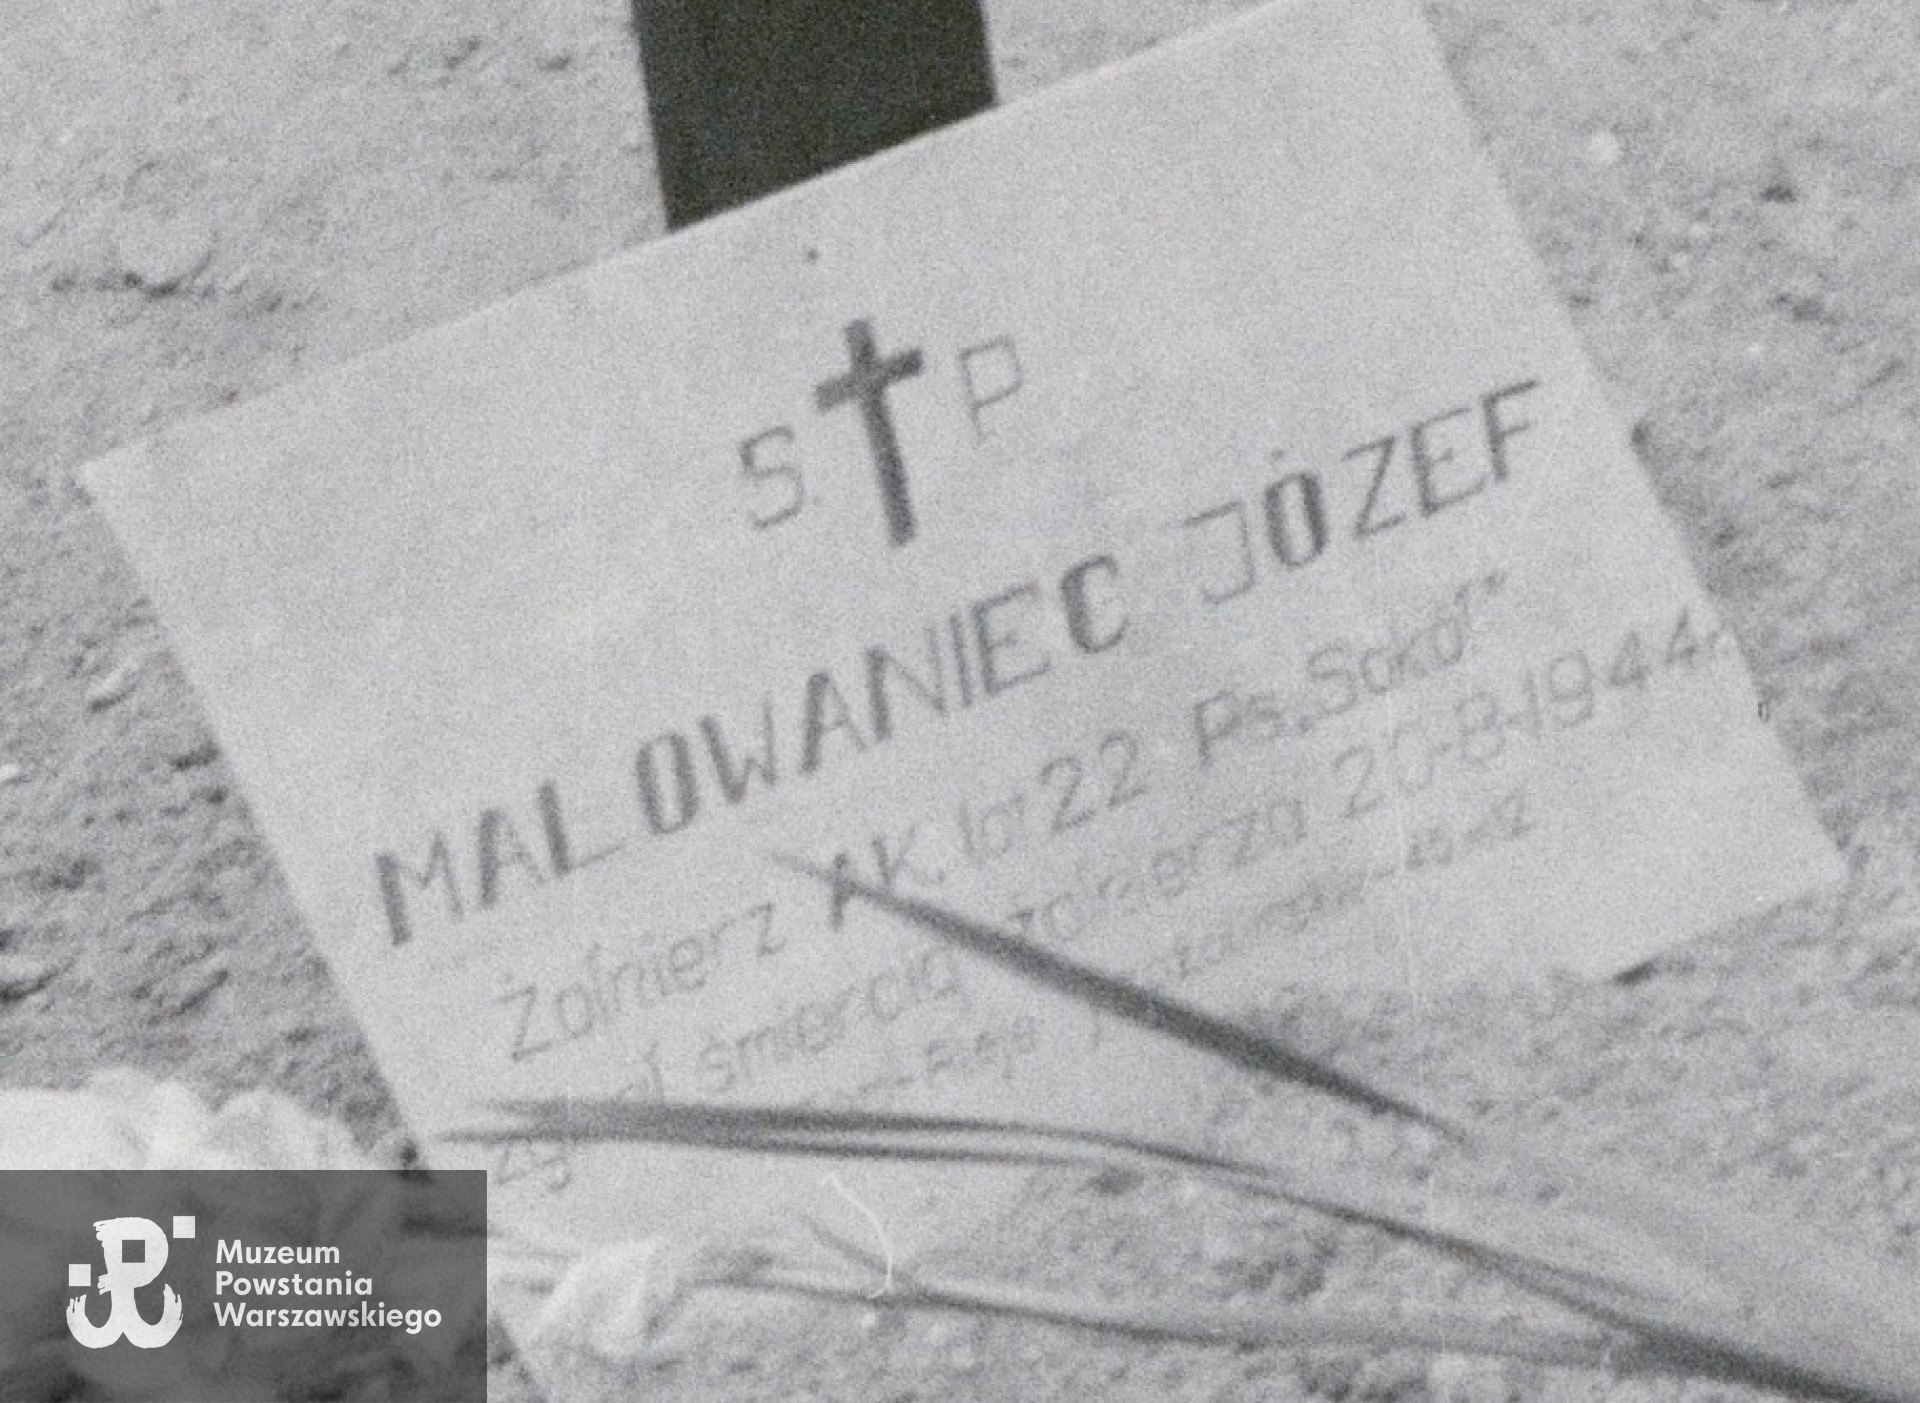 S P
MALOWANIEC JÓZEF
Żołnierz AK. lat 22 Ps. Sokół"
śmiercią żołnierza 20-8-1944.
Muzeum
Powstania
Warszawskiego